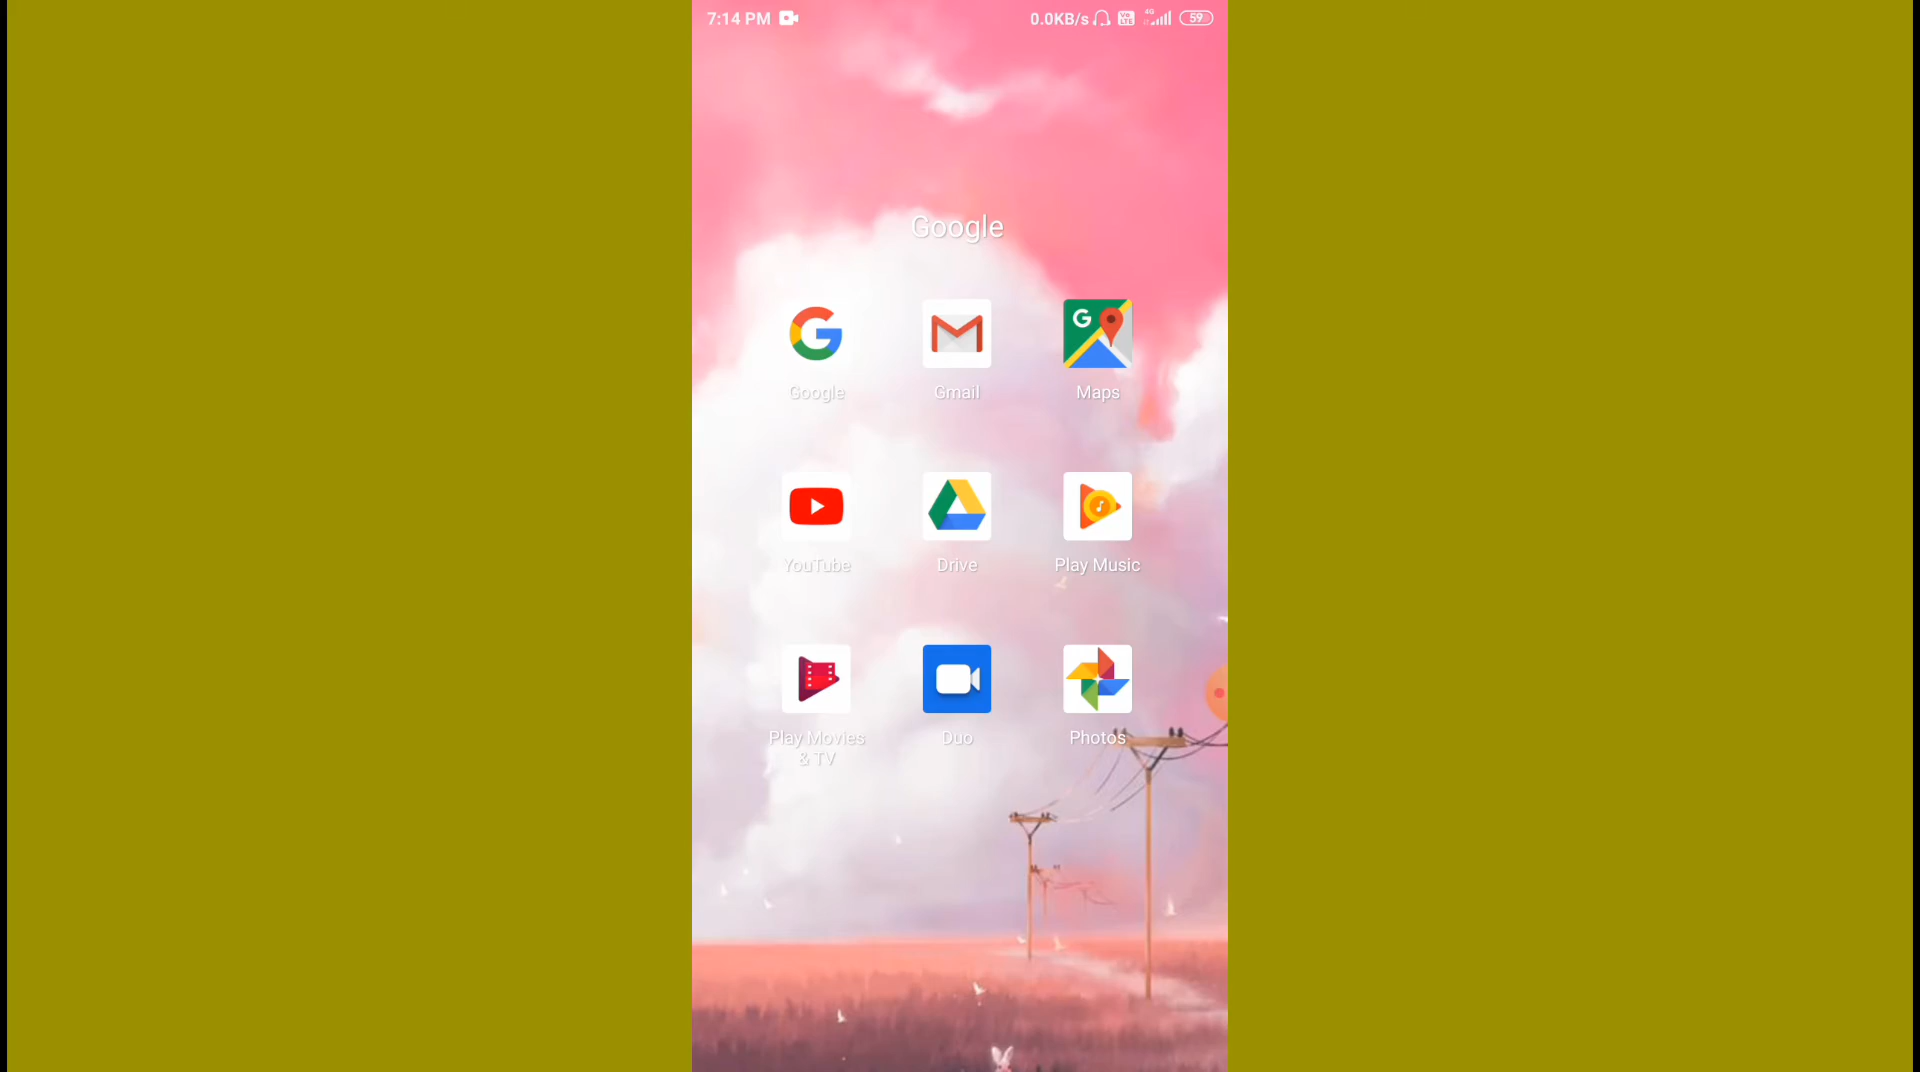 7:14 PM
0.0KB/s 4G 59
Google
Google
Gmail
Maps
YouTube
Drive
Play Music
Play Movies
& TV
Duo
Photos